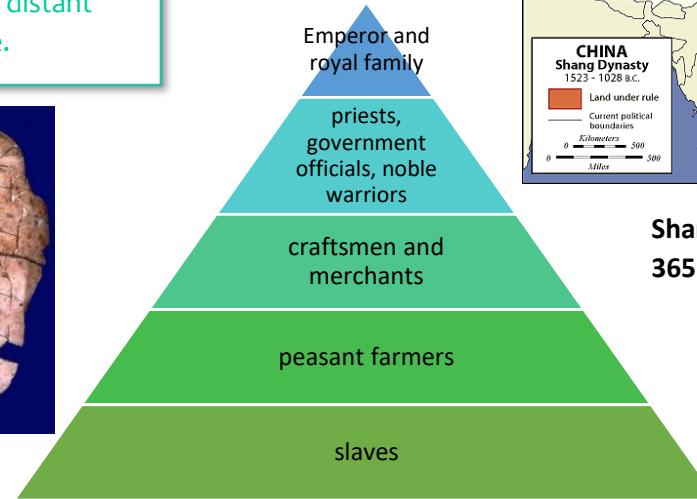 distant
Emperor and
royal family
priests,
government
officials, noble
warriors
craftsmen and
merchants
peasant farmers
slaves
CHINA
Shang Dynasty
1523 - 1028 B.C.
Land under rule
Current political
boundaries
Kilometers
0 500
0 500
Miles
365